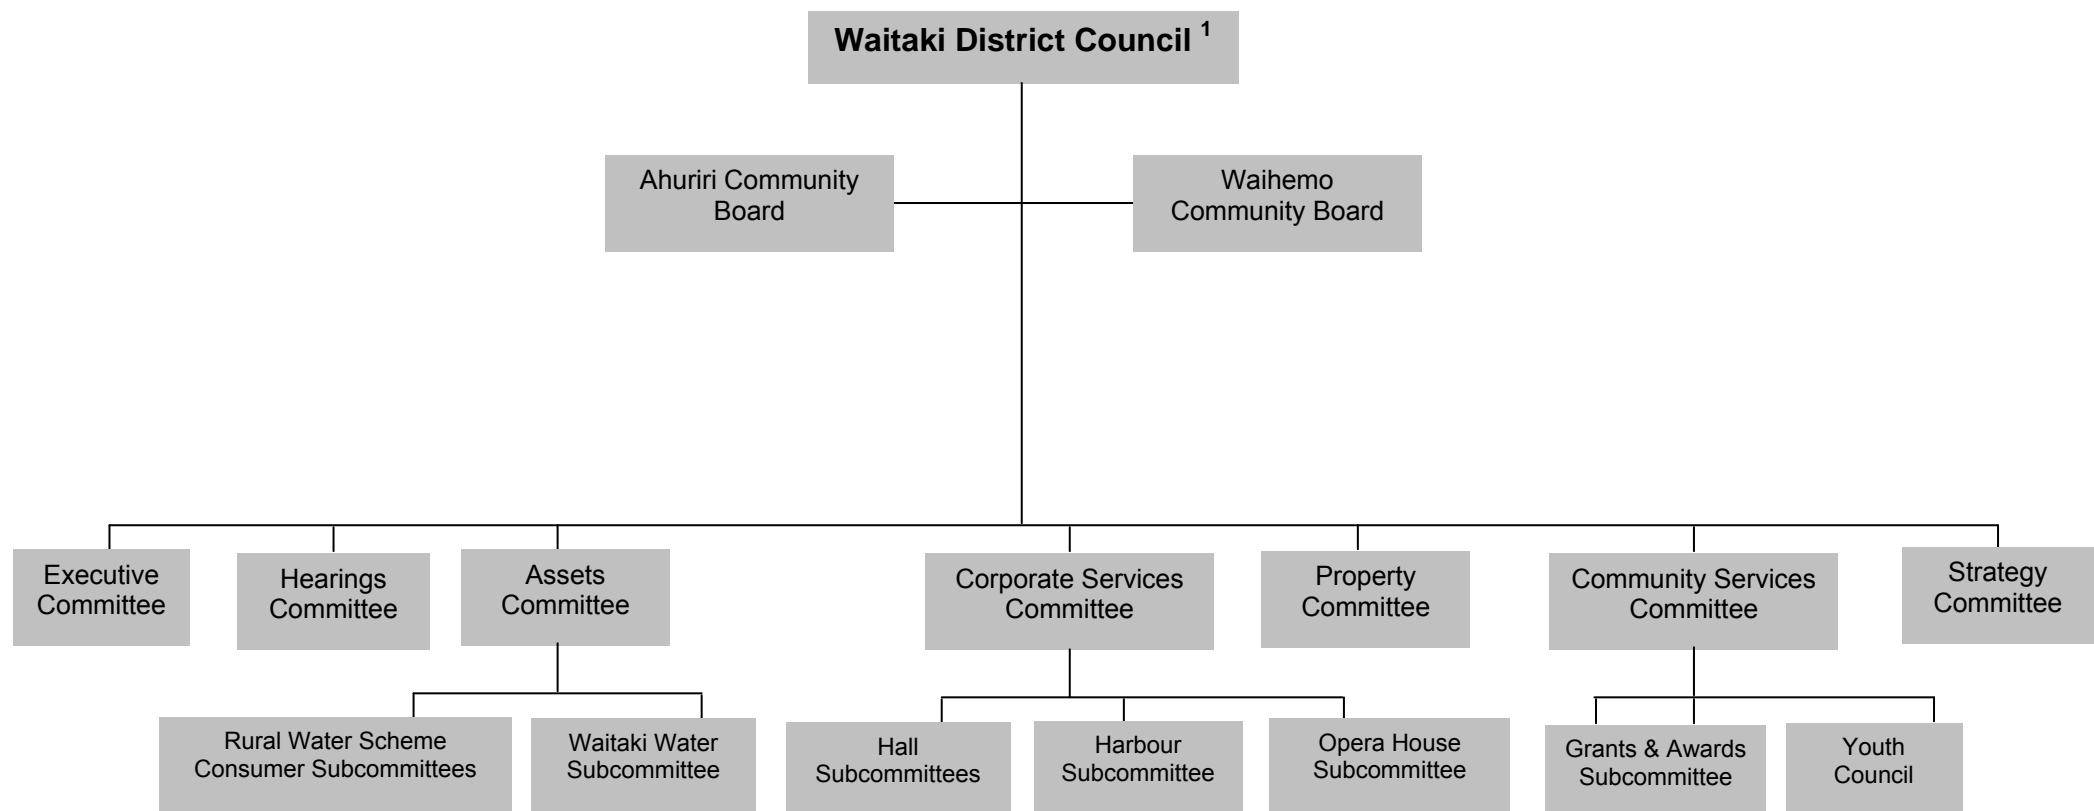 Waitaki District Council 1
Ahuriri Community
Board
Waihemo
Community Board
Executive
Committee
Hearings
Committee
Assets
Committee
Corporate Services
Committee
Property
Committee
Community Services
Committee
Strategy
Committee
Rural Water Scheme
Consumer Subcommittees
Waitaki Water
Subcommittee
Hall
Subcommittees
Harbour
Subcommittee
Opera House
Subcommittee
Grants & Awards
Subcommittee
Youth
Council